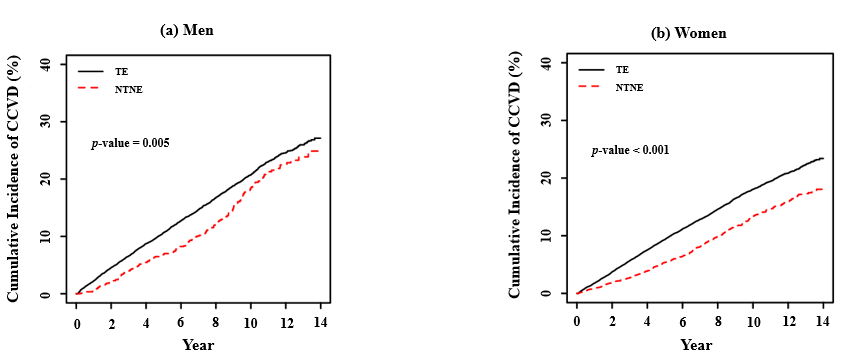 (a) Men
Cumulative Incidence of CCVD (%)
40
30
20
10
0
TE
NTNE
p-value = 0.005
0 2 4 6 8 10 12 14
Year
(b) Women
Cumulative Incidence of CCVD (%)
40
30
20
10
0
TE
NTNE
p-value < 0.001
0 2 4 6 8 10 12 14
Year